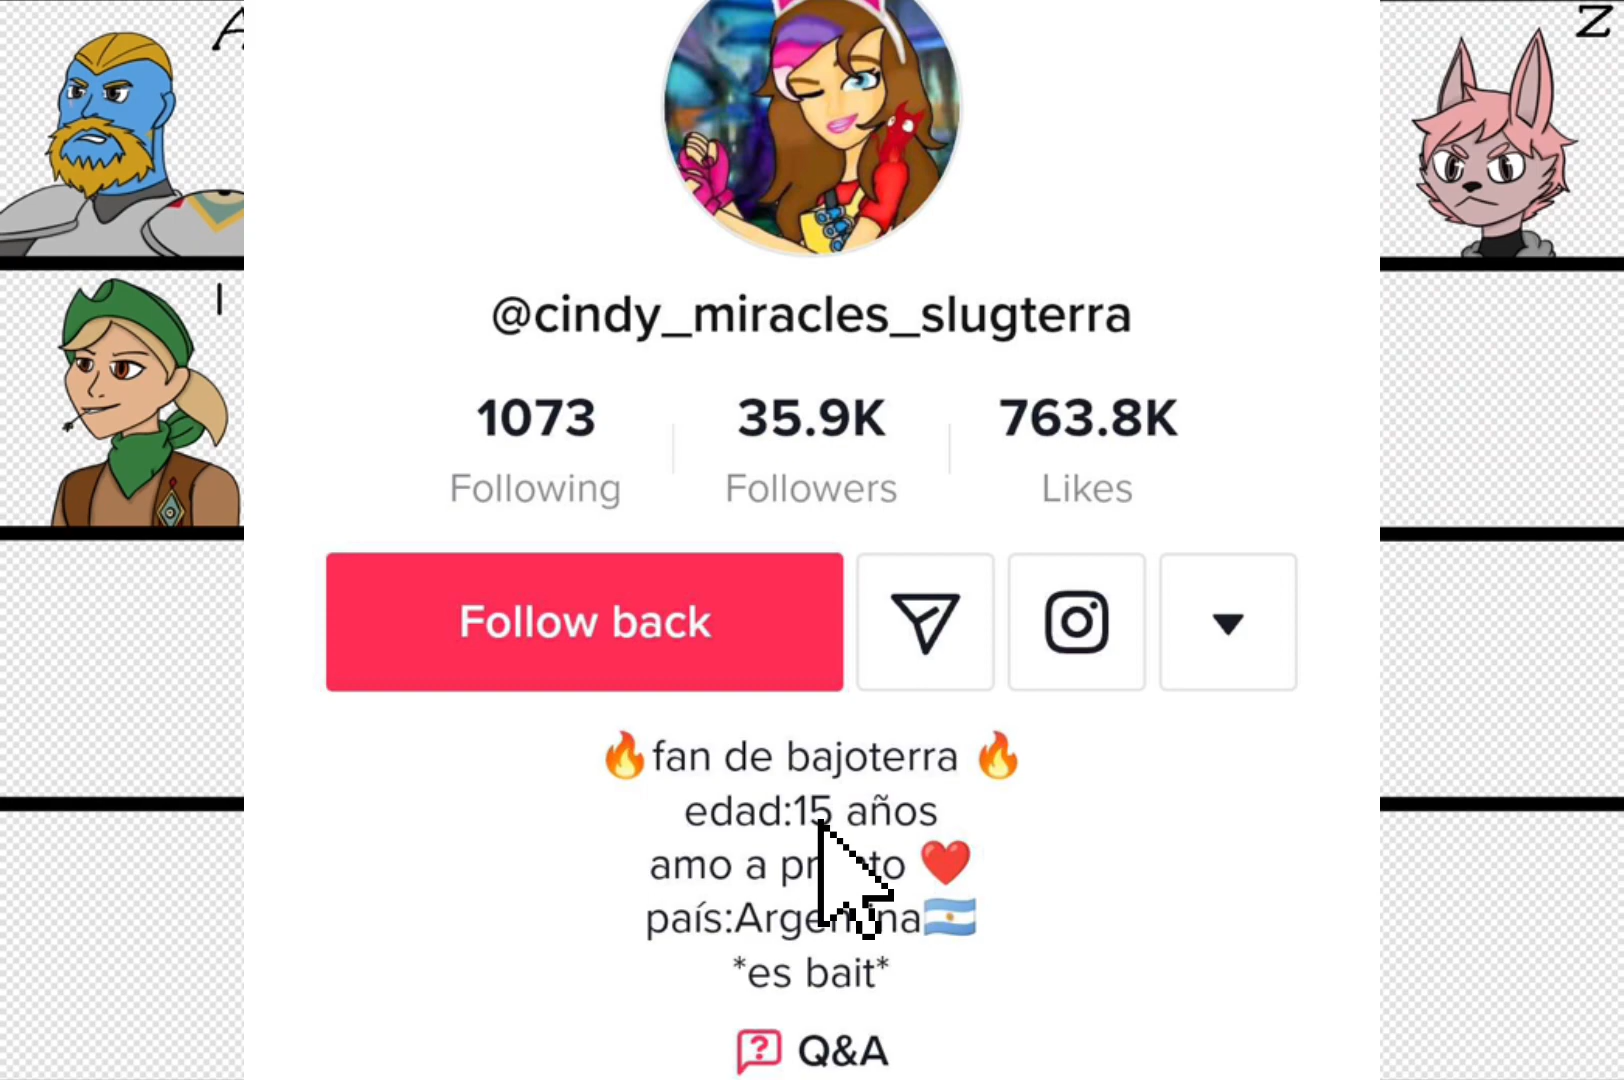 A
Z
@cindy_miracles_slugterra
1073
35.9K
763.8K
Following
Followers
Likes
Follow back
🔥fan de bajoterra 🔥
edad:15 años
amo a ❤️
país:Argentina🇦🇷
*es bait*
Q&A